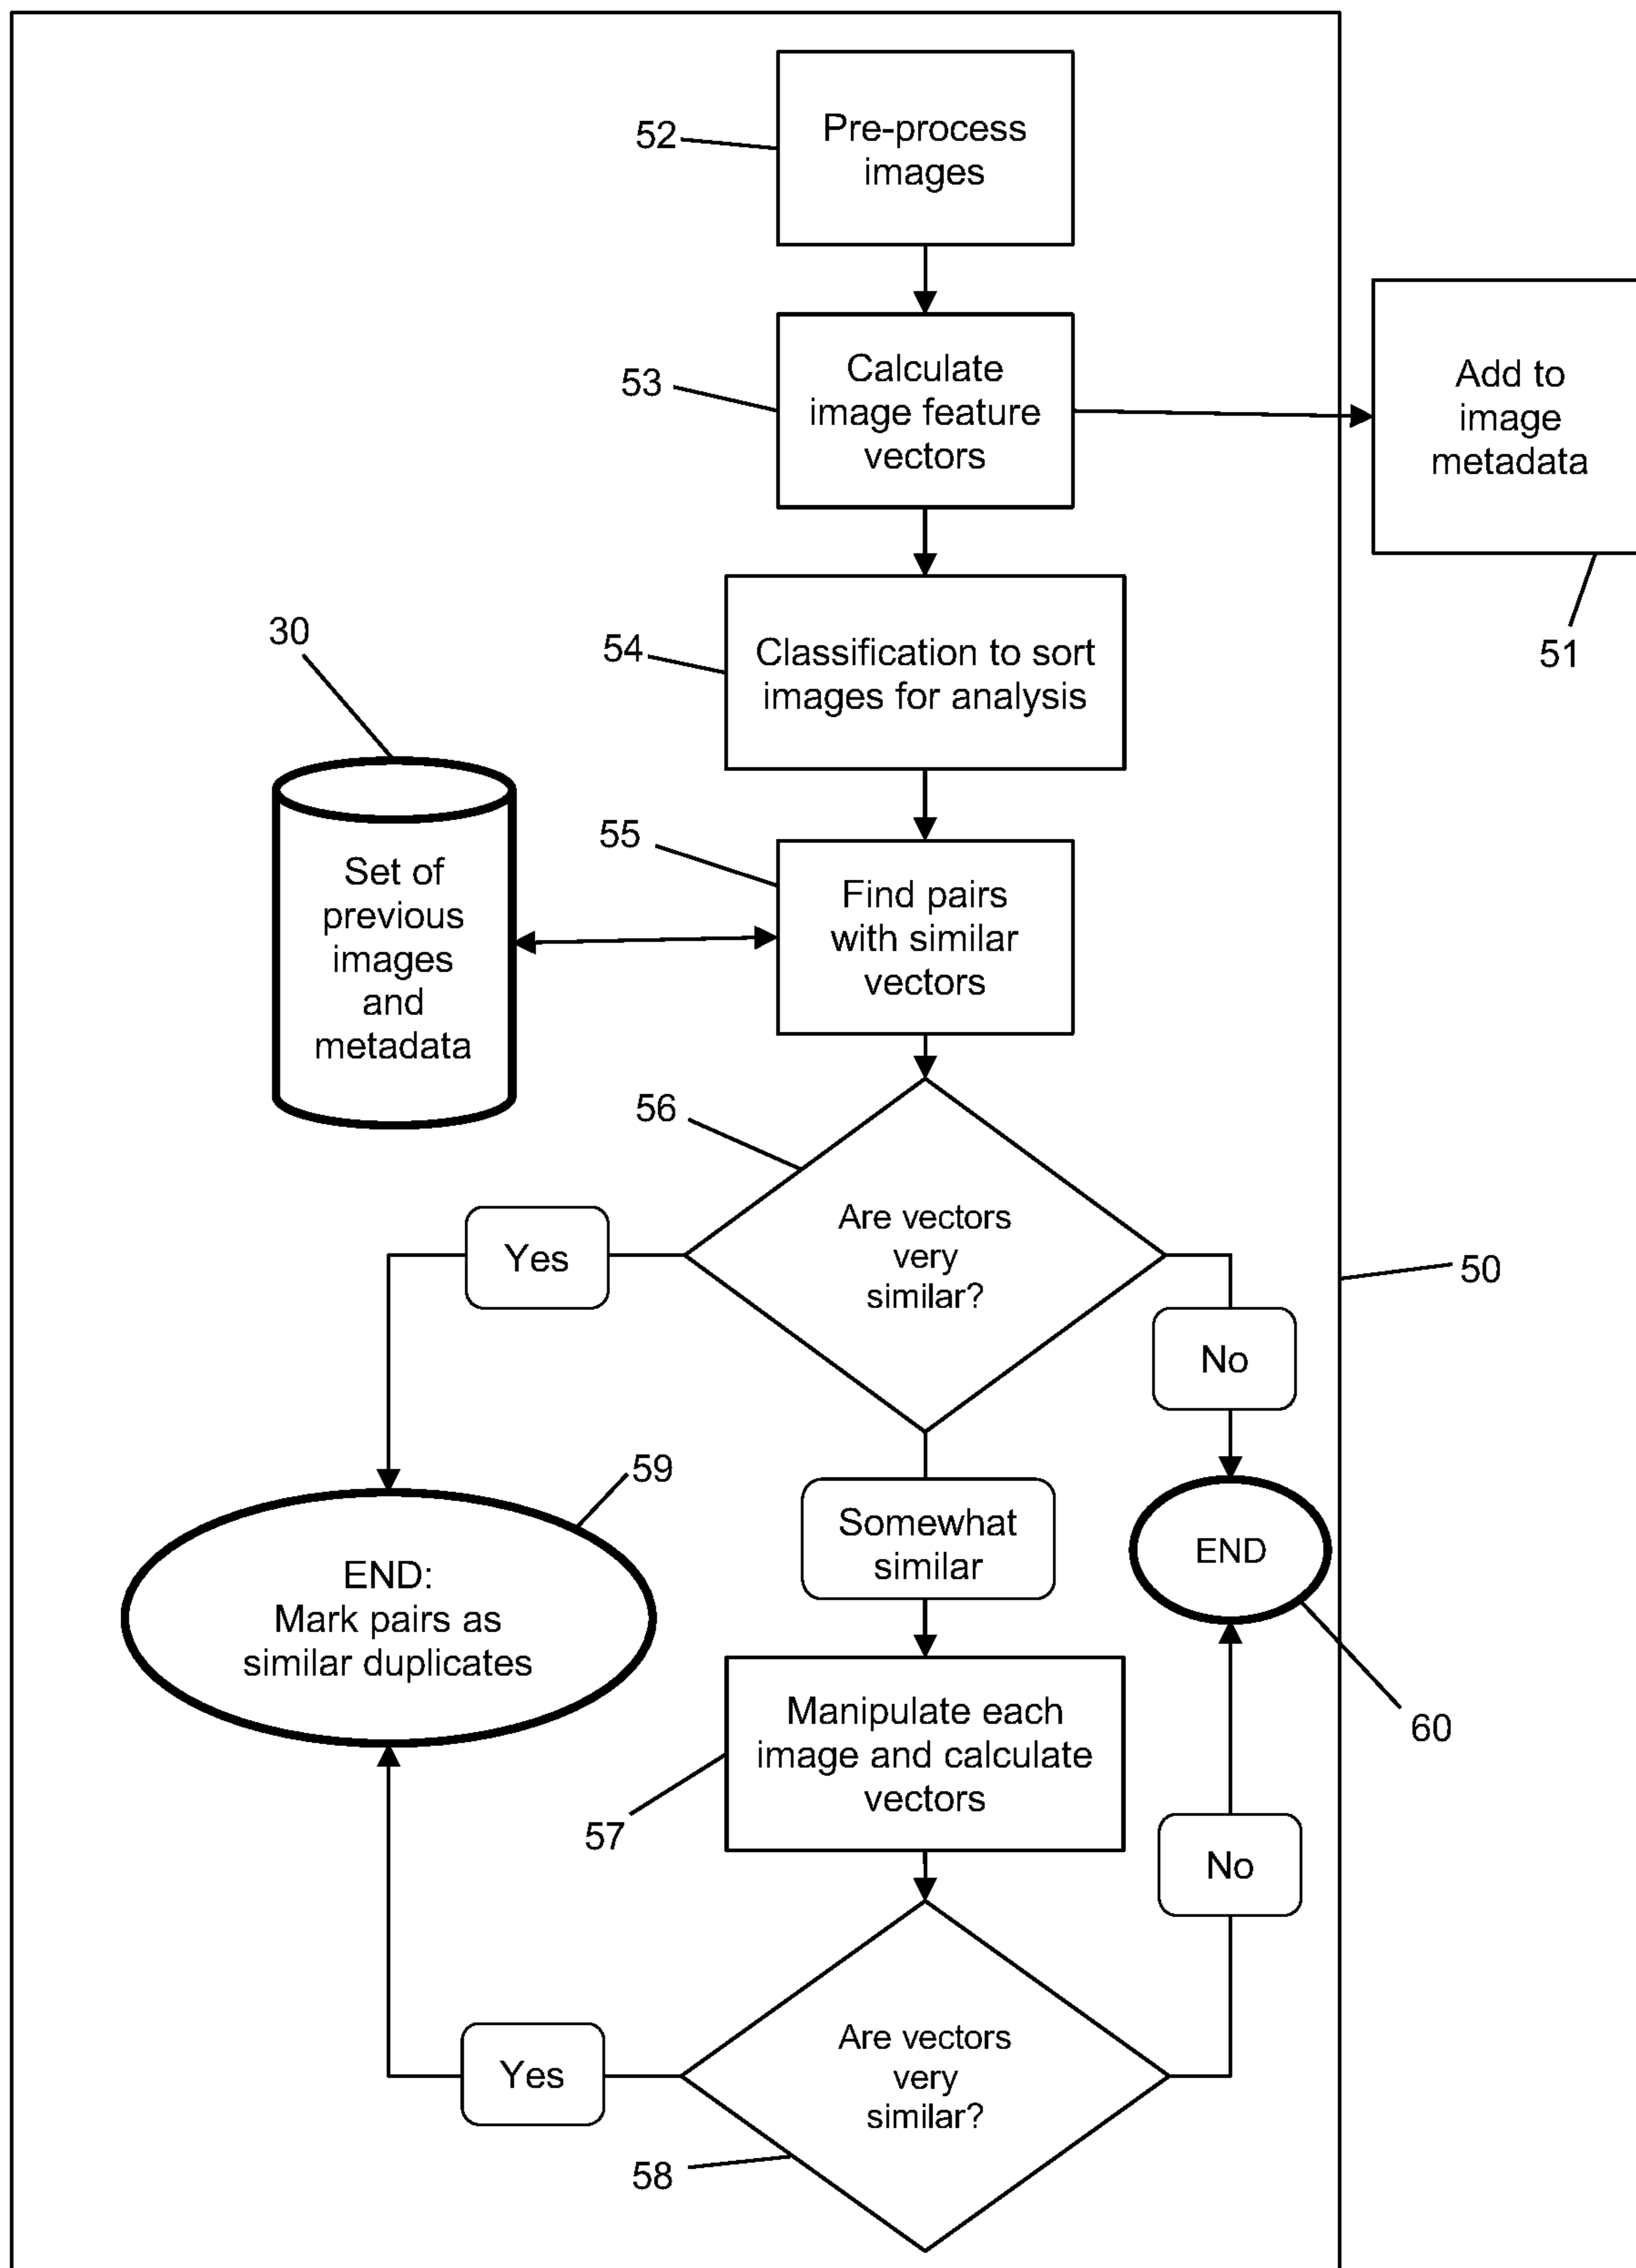 52
Pre-process
images
53
Calculate
image feature
vectors
Add to
image
metadata
51
30
54
Classification to sort
images for analysis
55
Set of
previous
images
and
metadata
Find pairs
with similar
vectors
56
Are vectors
very
similar?
Yes
50
No
59
Somewhat
similar
END
END:
Mark pairs as
similar duplicates
60
Manipulate each
image and calculate
vectors
57
No
Are vectors
very
similar?
Yes
58